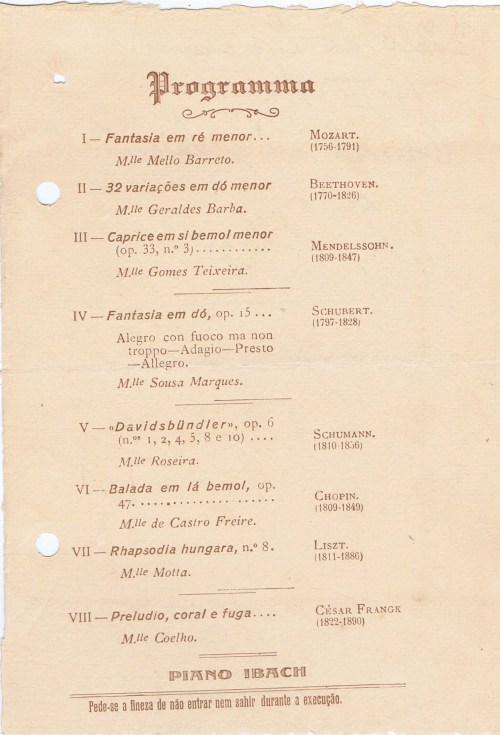 Programma
I — Fantasia em ré menor... MOZART.
(1756-1791)
M.lle Mello Barreto.
II — 32 variações em dó menor BEETHOVEN.
(1770-1826)
M.lle Geraldes Barba.
III — Caprice em si bemol menor
(op. 33, n.º 3)............ MENDELSSOHN.
(1809-1847)
M.lle Gomes Teixeira.
IV — Fantasia em dó, op. 15 ... SCHUBERT.
(1797-1828)
Alegro con fuoco ma non
troppo—Adagio—Presto
—Allegro.
M.lle Sousa Marques.
V — «Davidsbündler», op. 6
(n.os 1, 2, 4, 5, 8 e 10) .... SCHUMANN.
(1810-1856)
M.lle Roseira.
VI — Balada em lá bemol, op.
47....................... CHOPIN.
(1809-1849)
M.lle de Castro Freire.
VII — Rhapsodia hungara, n.º 8. LISZT.
(1811-1886)
M.lle Motta.
VIII — Preludio, coral e fuga.... CÉSAR FRANGK
(1822-1890)
M.lle Coelho.
PIANO IBACH
Pede-se a fineza de não entrar nem sahir durante a execução.